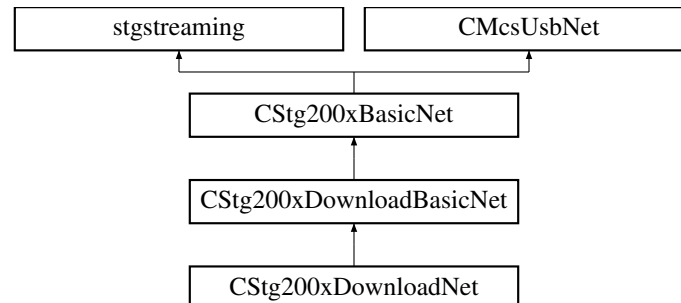 stgstreaming
CMcsUsbNet
CStg200xBasicNet
CStg200xDownloadBasicNet
CStg200xDownloadNet